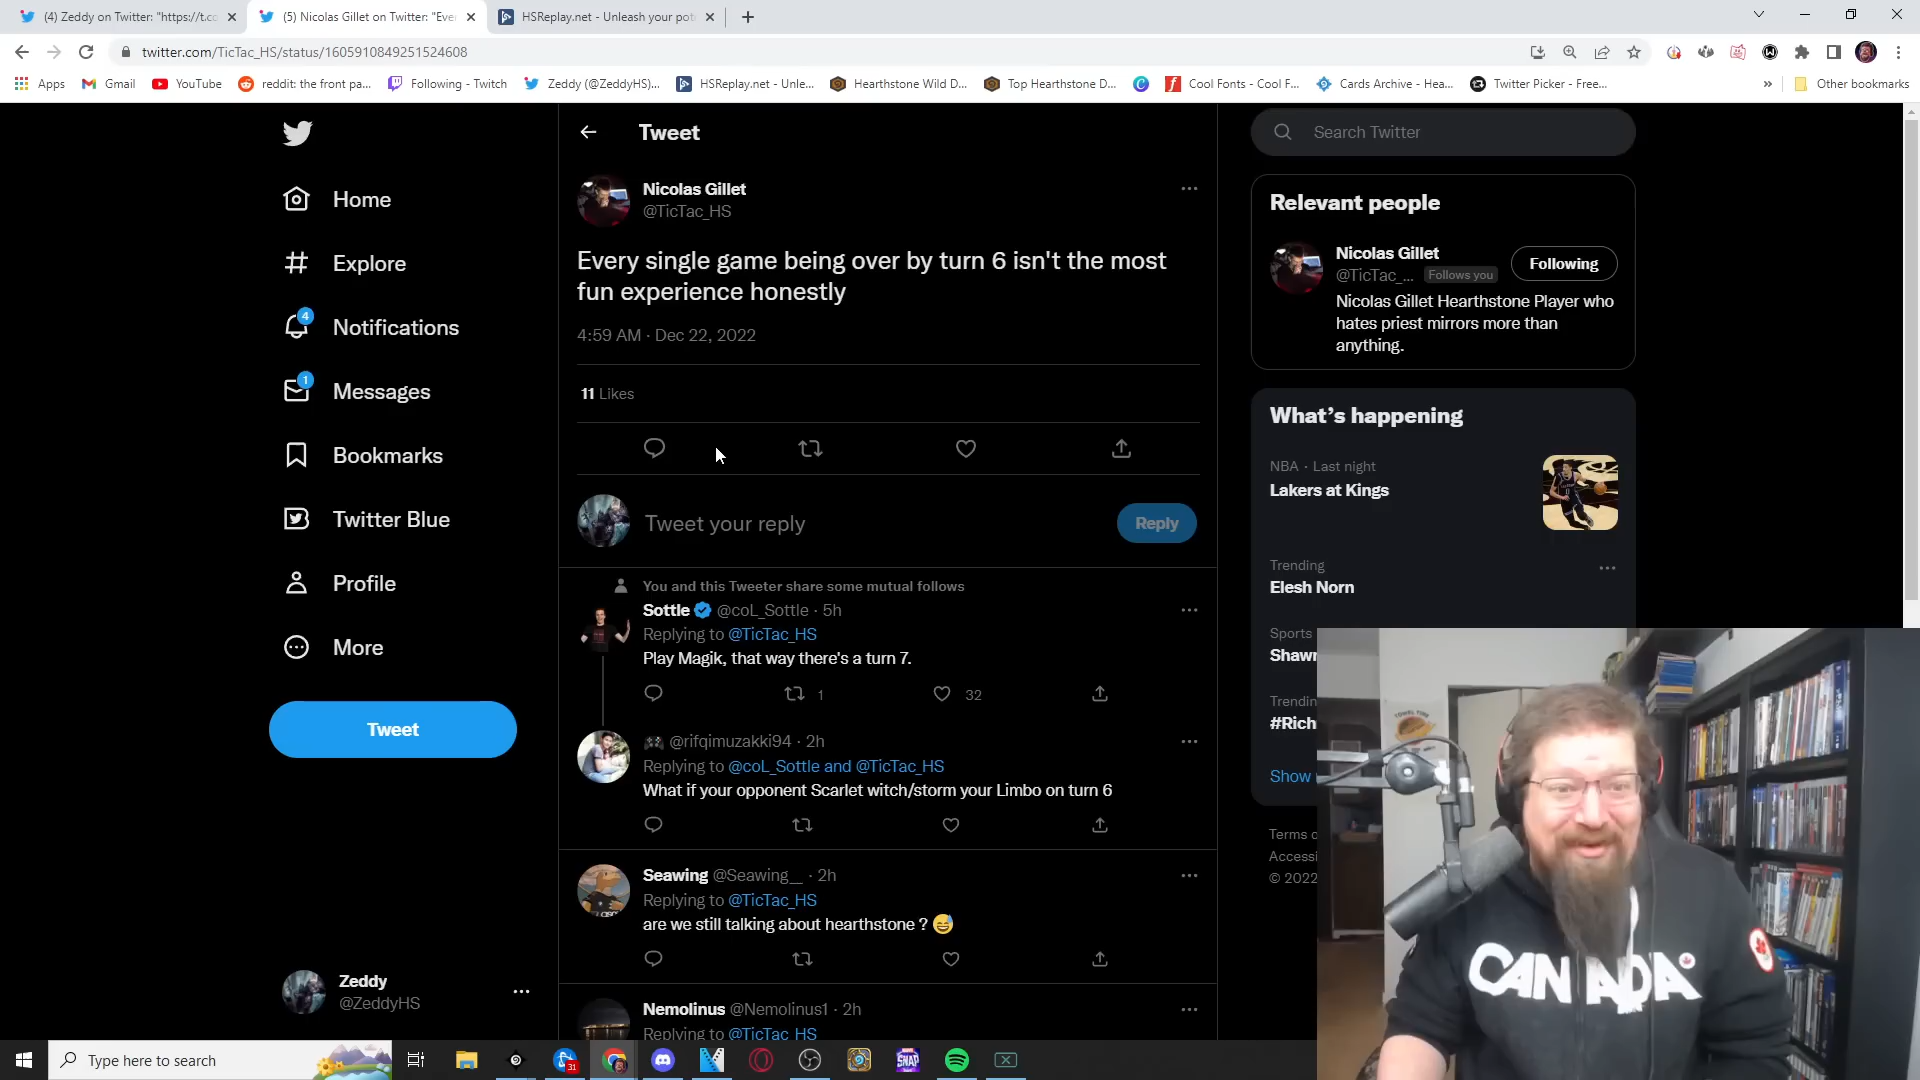 (4) Zeddy on Twitter: "https://t.co
(5) Nicolas Gillet on Twitter: "Eve
HSReplay.net - Unleash your pot
twitter.com/TicTac_HS/status/1605910849251524608
Apps
Gmail
YouTube
reddit: the front pa...
Following - Twitch
Zeddy (@ZeddyHS)...
HSReplay.net - Unle...
Hearthstone Wild D...
Top Hearthstone D...
Cool Fonts - Cool F...
Cards Archive - Hea...
Twitter Picker - Free...
Other bookmarks
Home
Explore
4
Notifications
1
Messages
Bookmarks
Twitter Blue
Profile
More
Tweet
Zeddy
@ZeddyHS
Tweet
Nicolas Gillet
@TicTac_HS
Every single game being over by turn 6 isn't the most
fun experience honestly
4:59 AM · Dec 22, 2022
11 Likes
Tweet your reply
Reply
You and this Tweeter share some mutual follows
Sottle @coL_Sottle · 5h
Replying to @TicTac_HS
Play Magik, that way there's a turn 7.
1
32
@rifqimuzakki94 · 2h
Replying to @coL_Sottle and @TicTac_HS
What if your opponent Scarlet witch/storm your Limbo on turn 6
Seawing @Seawing__ · 2h
Replying to @TicTac_HS
are we still talking about hearthstone ? 😅
Nemolinus @Nemolinus1 · 2h
Replying to @TicTac_HS
Search Twitter
Relevant people
Nicolas Gillet
@TicTac_... Follows you
Following
Nicolas Gillet Hearthstone Player who
hates priest mirrors more than
anything.
What's happening
NBA · Last night
Lakers at Kings
Trending
Elesh Norn
Sports
Shawn
Trendin
#Rich
Show
Terms o
Accessi
© 2022
CANADA
Type here to search
31
SNAP